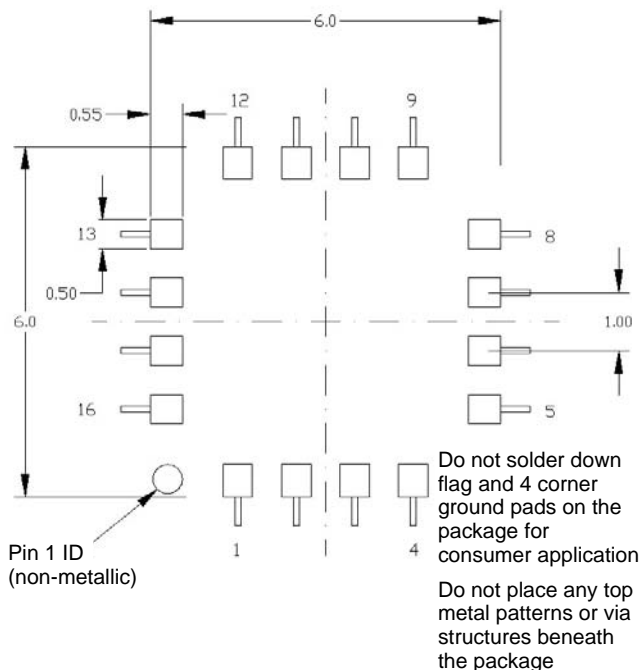 6.0
0.55
12
9
13
8
0.50
6.0
1.00
16
5
1
4
Pin 1 ID
(non-metallic)
Do not solder down
flag and 4 corner
ground pads on the
package for
consumer application
Do not place any top
metal patterns or via
structures beneath
the package